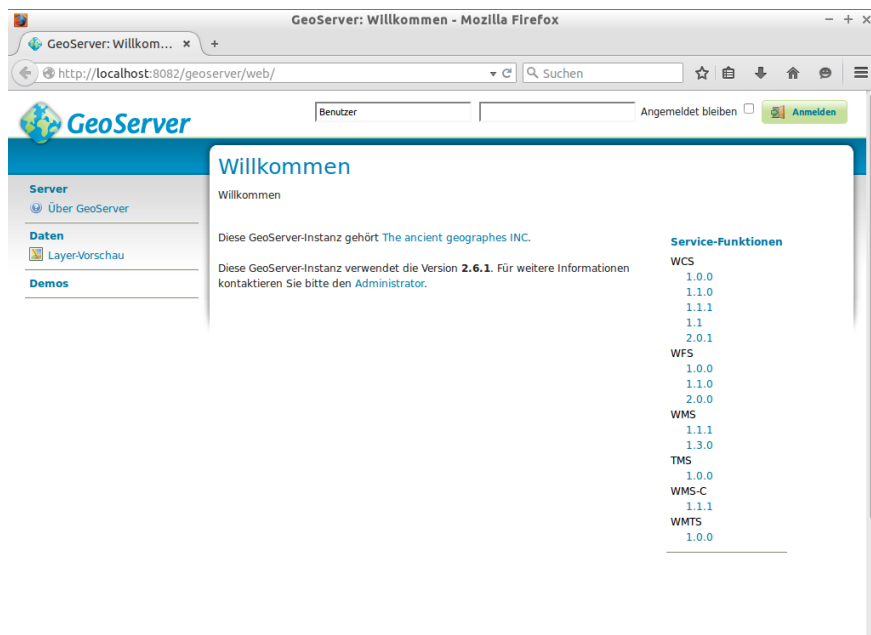 GeoServer: Willkommen - Mozilla Firefox
GeoServer: Willkom...
http://localhost:8082/geoserver/web/
Suchen
GeoServer
Benutzer
Angemeldet bleiben
Anmelden
Server
Über GeoServer
Daten
Layer-Vorschau
Demos
Willkommen
Willkommen
Diese GeoServer-Instanz gehört The ancient geographes INC.
Diese GeoServer-Instanz verwendet die Version 2.6.1. Für weitere Informationen
kontaktieren Sie bitte den Administrator.
Service-Funktionen
WCS
1.0.0
1.1.0
1.1.1
1.1
2.0.1
WFS
1.0.0
1.1.0
2.0.0
WMS
1.1.1
1.3.0
TMS
1.0.0
WMS-C
1.1.1
WMTS
1.0.0